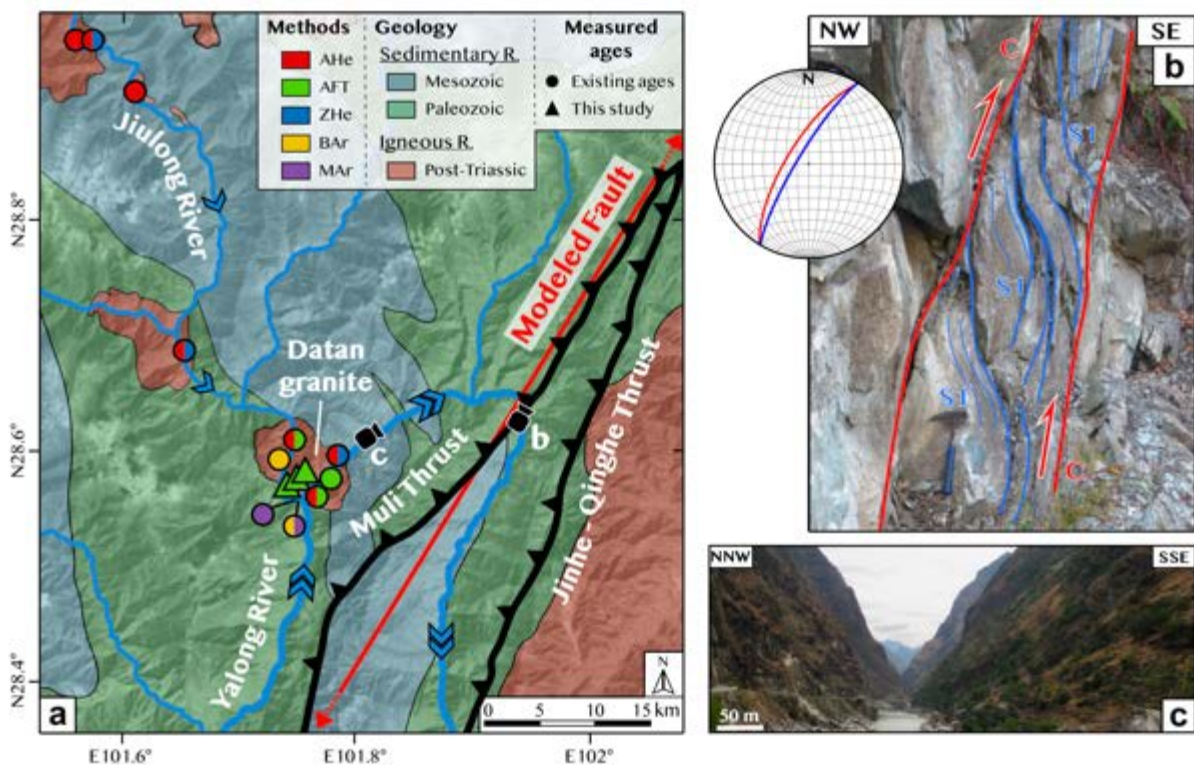 Methods
AHe
AFT
ZHe
BAr
MAr
Geology
Sedimentary R.
Mesozoic
Paleozoic
Igneous R.
Post-Triassic
Measured
ages
Existing ages
This study
Jiulong River
Modeled Fault
Datan
granite
c
b
Muli Thrust
Jinhe - Qinghe Thrust
Yalong River
N28.8°
N28.6°
N28.4°
E101.6°
E101.8°
E102°
N
0 5 10 15 km
a
NW
SE
b
N
C
S1
S1
S1
C
NNW
SSE
50 m
c